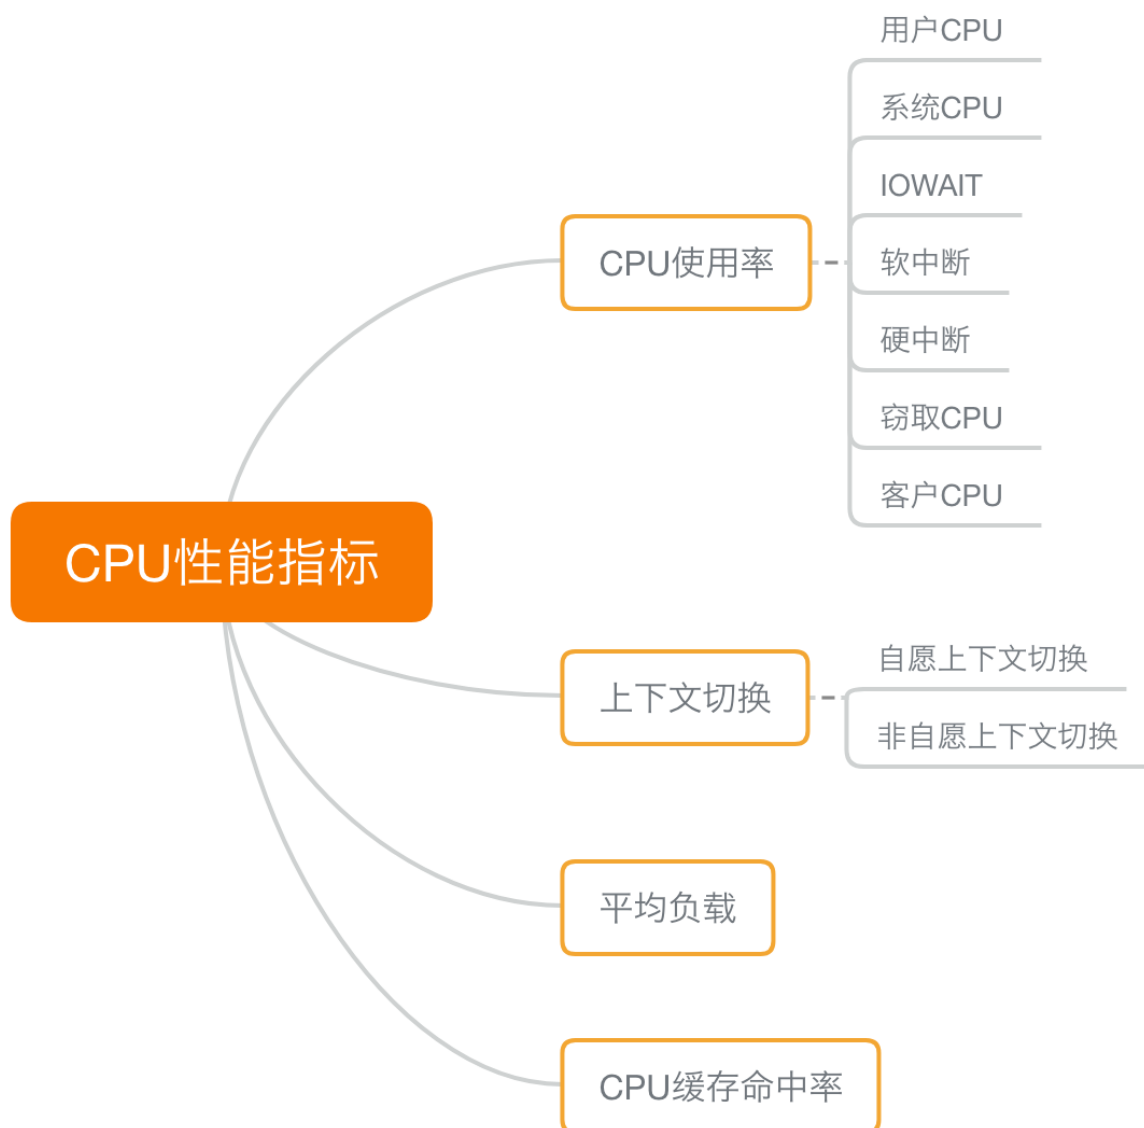 用户CPU
系统CPU
IOWAIT
CPU使用率
软中断
硬中断
窃取CPU
客户CPU
CPU性能指标
自愿上下文切换
上下文切换
非自愿上下文切换
平均负载
CPU缓存命中率